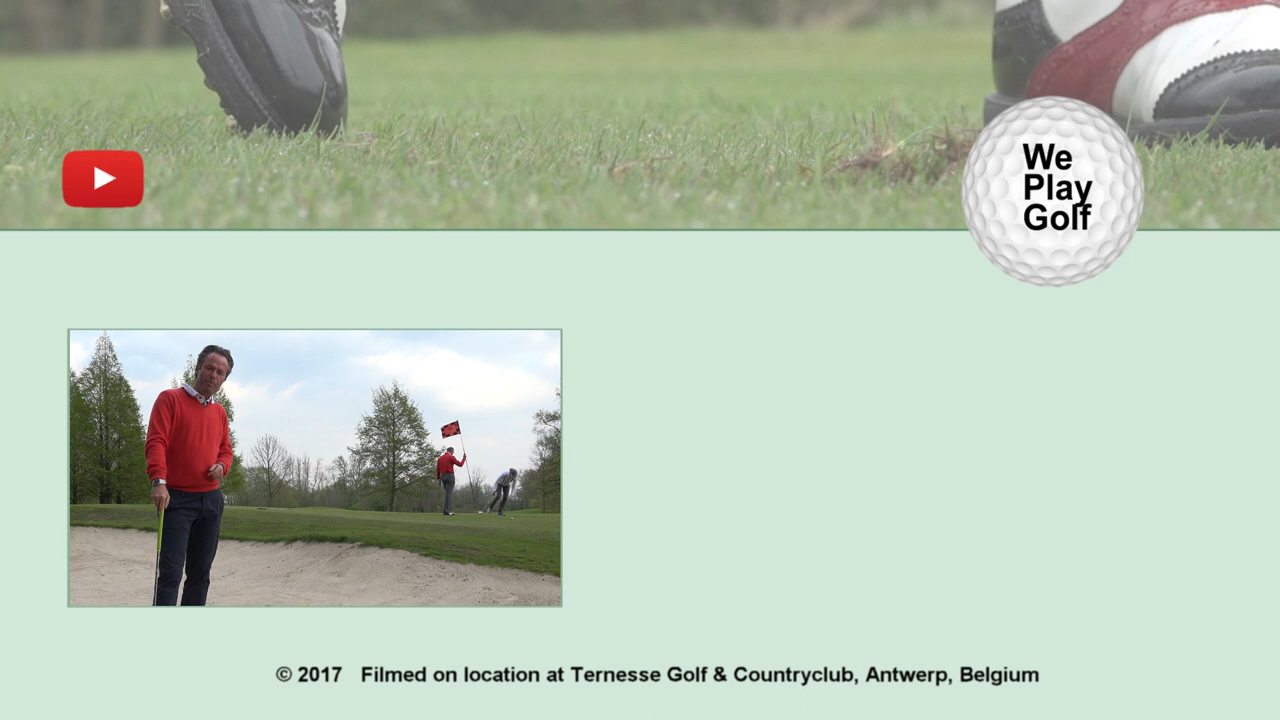 We
Play
Golf
© 2017 Filmed on location at Ternesse Golf & Countryclub, Antwerp, Belgium